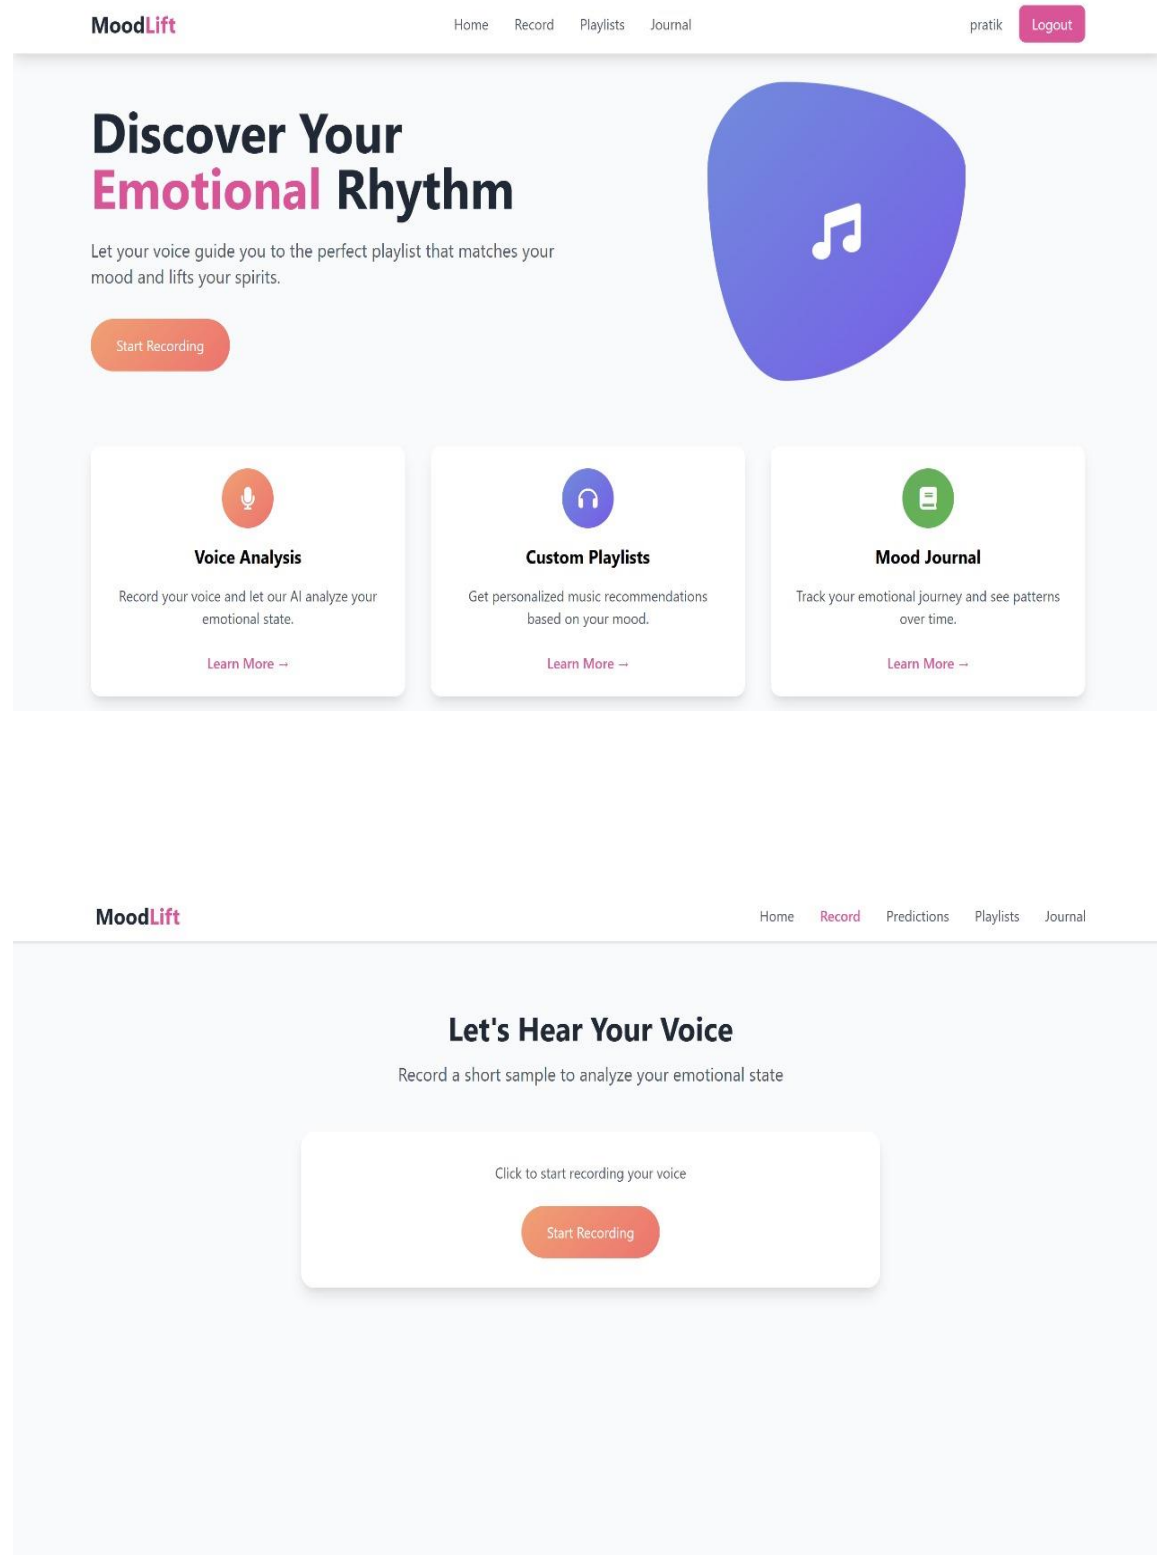 MoodLift Home Record Playlists Journal pratik Logout
Discover Your
Emotional Rhythm
Let your voice guide you to the perfect playlist that matches your
mood and lifts your spirits.
Start Recording
Voice Analysis
Record your voice and let our AI analyze your
emotional state.
Learn More →
Custom Playlists
Get personalized music recommendations
based on your mood.
Learn More →
Mood Journal
Track your emotional journey and see patterns
over time.
Learn More →
MoodLift Home Record Predictions Playlists Journal
Let's Hear Your Voice
Record a short sample to analyze your emotional state
Click to start recording your voice
Start Recording